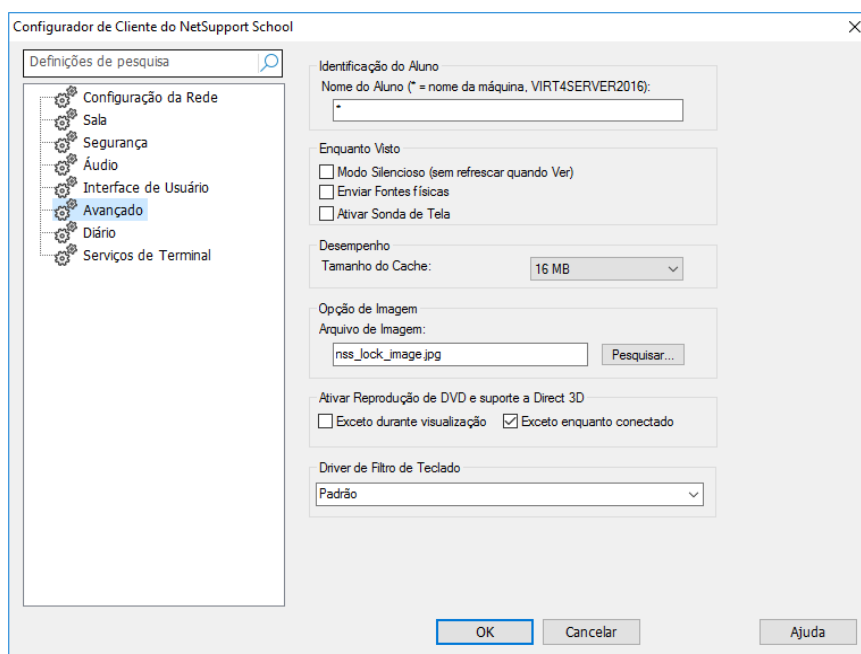 Configurador de Cliente do NetSupport School
Definições de pesquisa
Configuração da Rede
Sala
Segurança
Áudio
Interface de Usuário
Avançado
Diário
Serviços de Terminal
Identificação do Aluno
Nome do Aluno (* = nome da máquina, VIRT4SERVER2016):
*
Enquanto Visto
Modo Silencioso (sem refrescar quando Ver)
Enviar Fontes físicas
Ativar Sonda de Tela
Desempenho
Tamanho do Cache: 16 MB
Opção de Imagem
Arquivo de Imagem:
nss_lock_image.jpg Pesquisar...
Ativar Reprodução de DVD e suporte a Direct 3D
Exceto durante visualização Exceto enquanto conectado
Driver de Filtro de Teclado
Padrão
OK Cancelar Ajuda